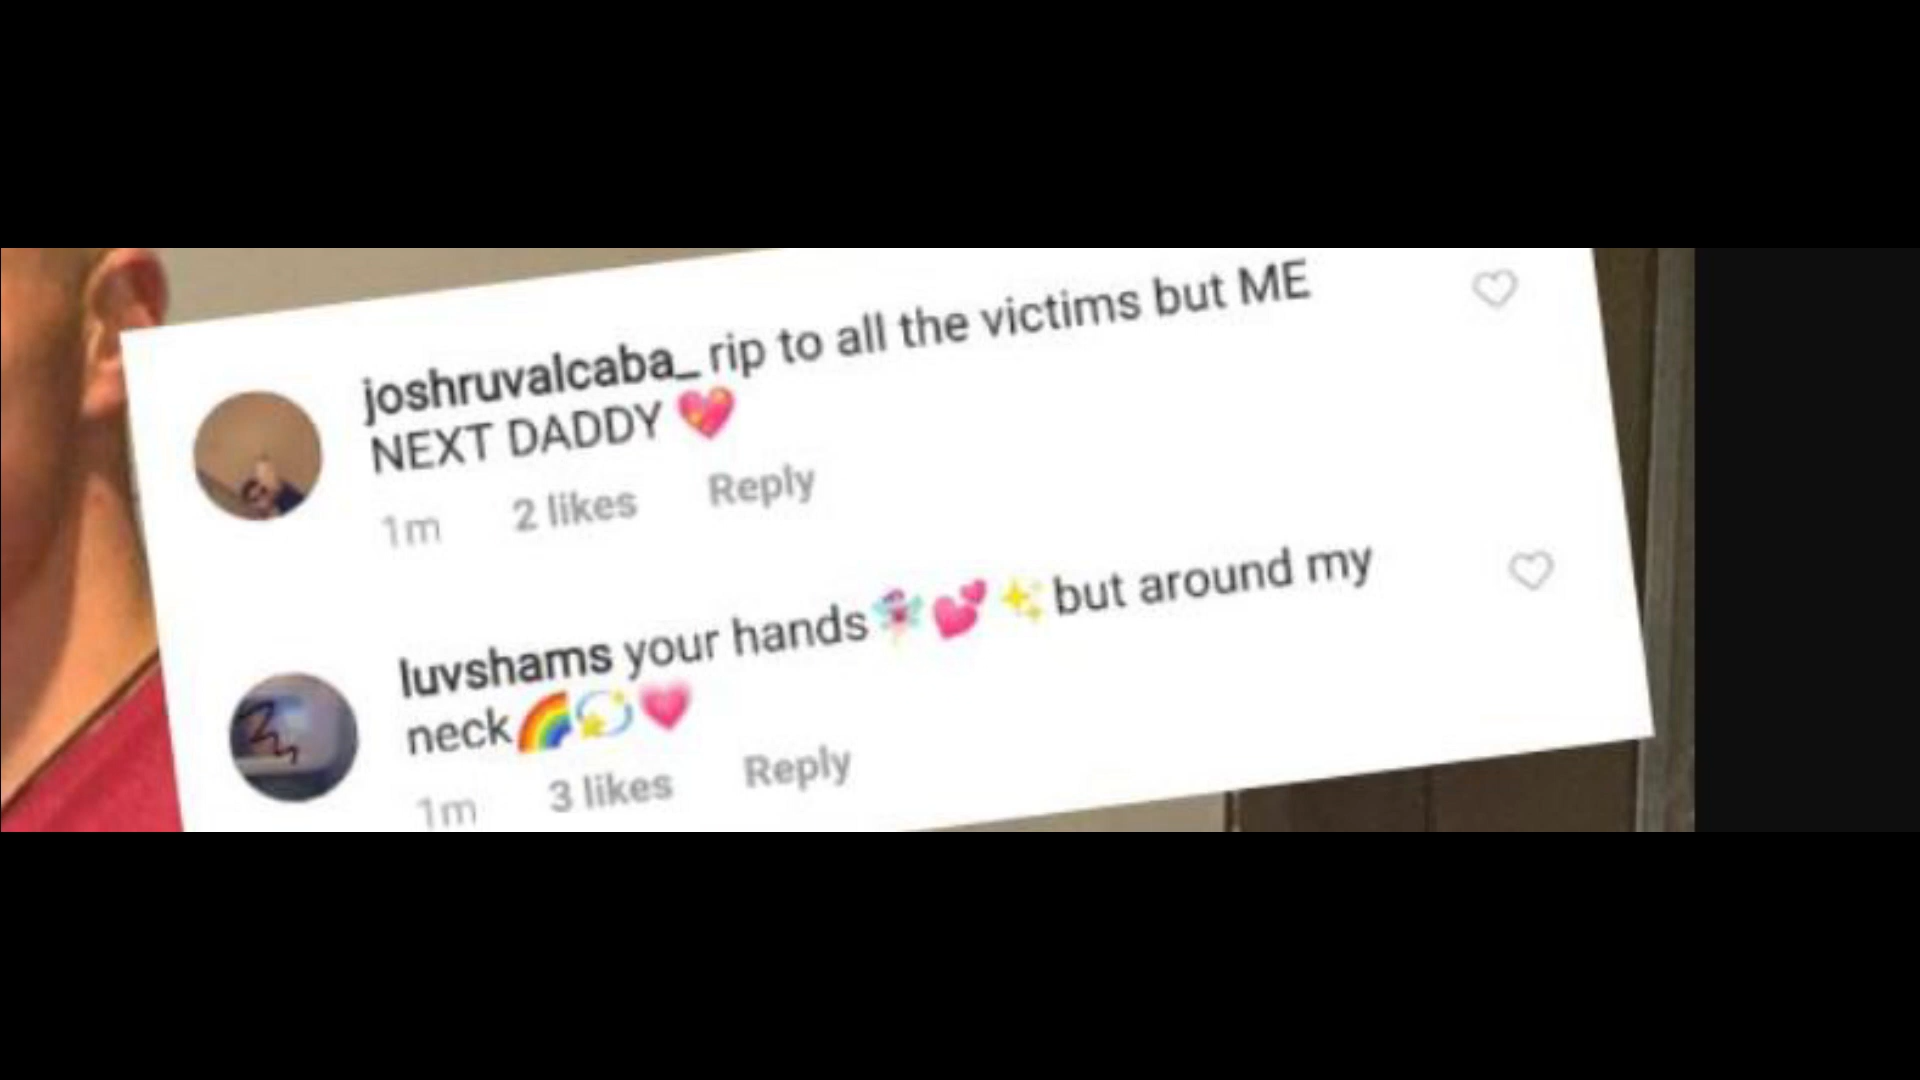 joshruvalcaba_ rip to all the victims but ME
NEXT DADDY 💖
1m 2 likes Reply
luvshams your hands🧚💕✨but around my
neck🌈💫💗
1m 3 likes Reply